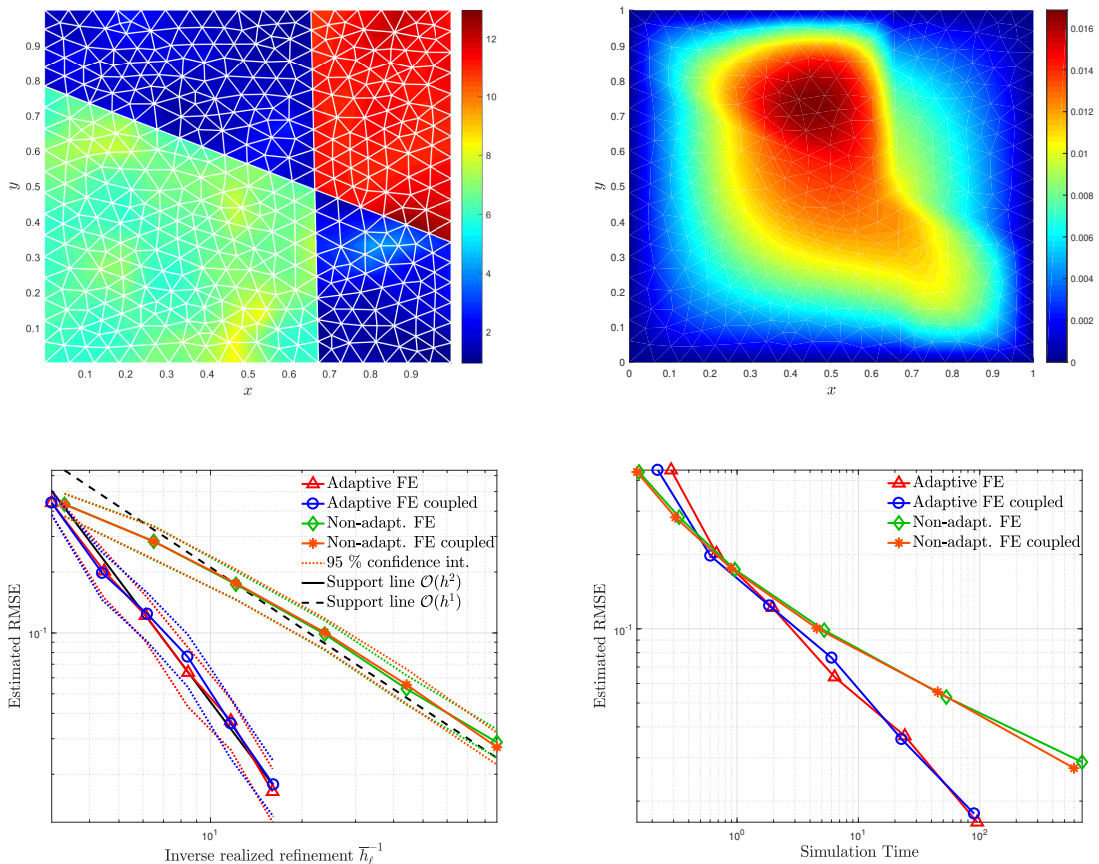 0.9
0.8
0.7
0.6
0.5
0.4
0.3
0.2
0.1
y
0.1 0.2 0.3 0.4 0.5 0.6 0.7 0.8 0.9
x
12
10
8
6
4
2
1
0.9
0.8
0.7
0.6
0.5
0.4
0.3
0.2
0.1
0
y
0 0.1 0.2 0.3 0.4 0.5 0.6 0.7 0.8 0.9 1
x
0.016
0.014
0.012
0.01
0.008
0.006
0.004
0.002
0
Adaptive FE
Adaptive FE coupled
Non-adapt. FE
Non-adapt. FE coupled
95 % confidence int.
Support line 𝒪(h²)
Support line 𝒪(h¹)
Estimated RMSE
10⁻¹
10¹
Inverse realized refinement h̅ₗ⁻¹
Adaptive FE
Adaptive FE coupled
Non-adapt. FE
Non-adapt. FE coupled
Estimated RMSE
10⁻¹
10⁰ 10¹ 10²
Simulation Time